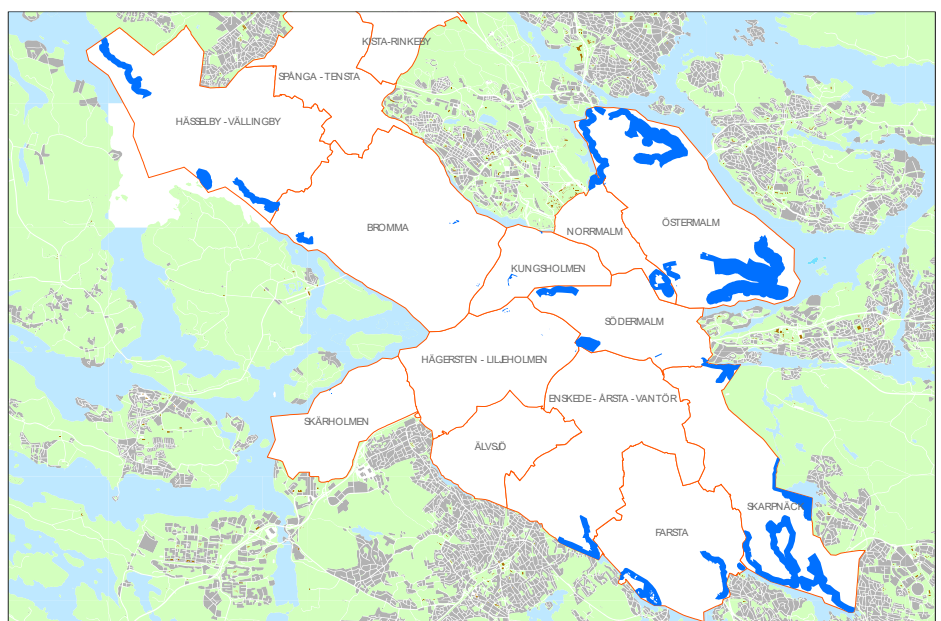 KISTA-RINKEBY
SPÅNGA - TENSTA
HÄSSELBY - VÄLLINGBY
BROMMA
NORRMALM
ÖSTERMALM
KUNGSHOLMEN
SÖDERMALM
HÄGERSTEN - LILJEHOLMEN
ENSKEDE - ÅRSTA - VANTÖR
SKÄRHOLMEN
ÄLVSJÖ
SKARPNÄCK
FARSTA